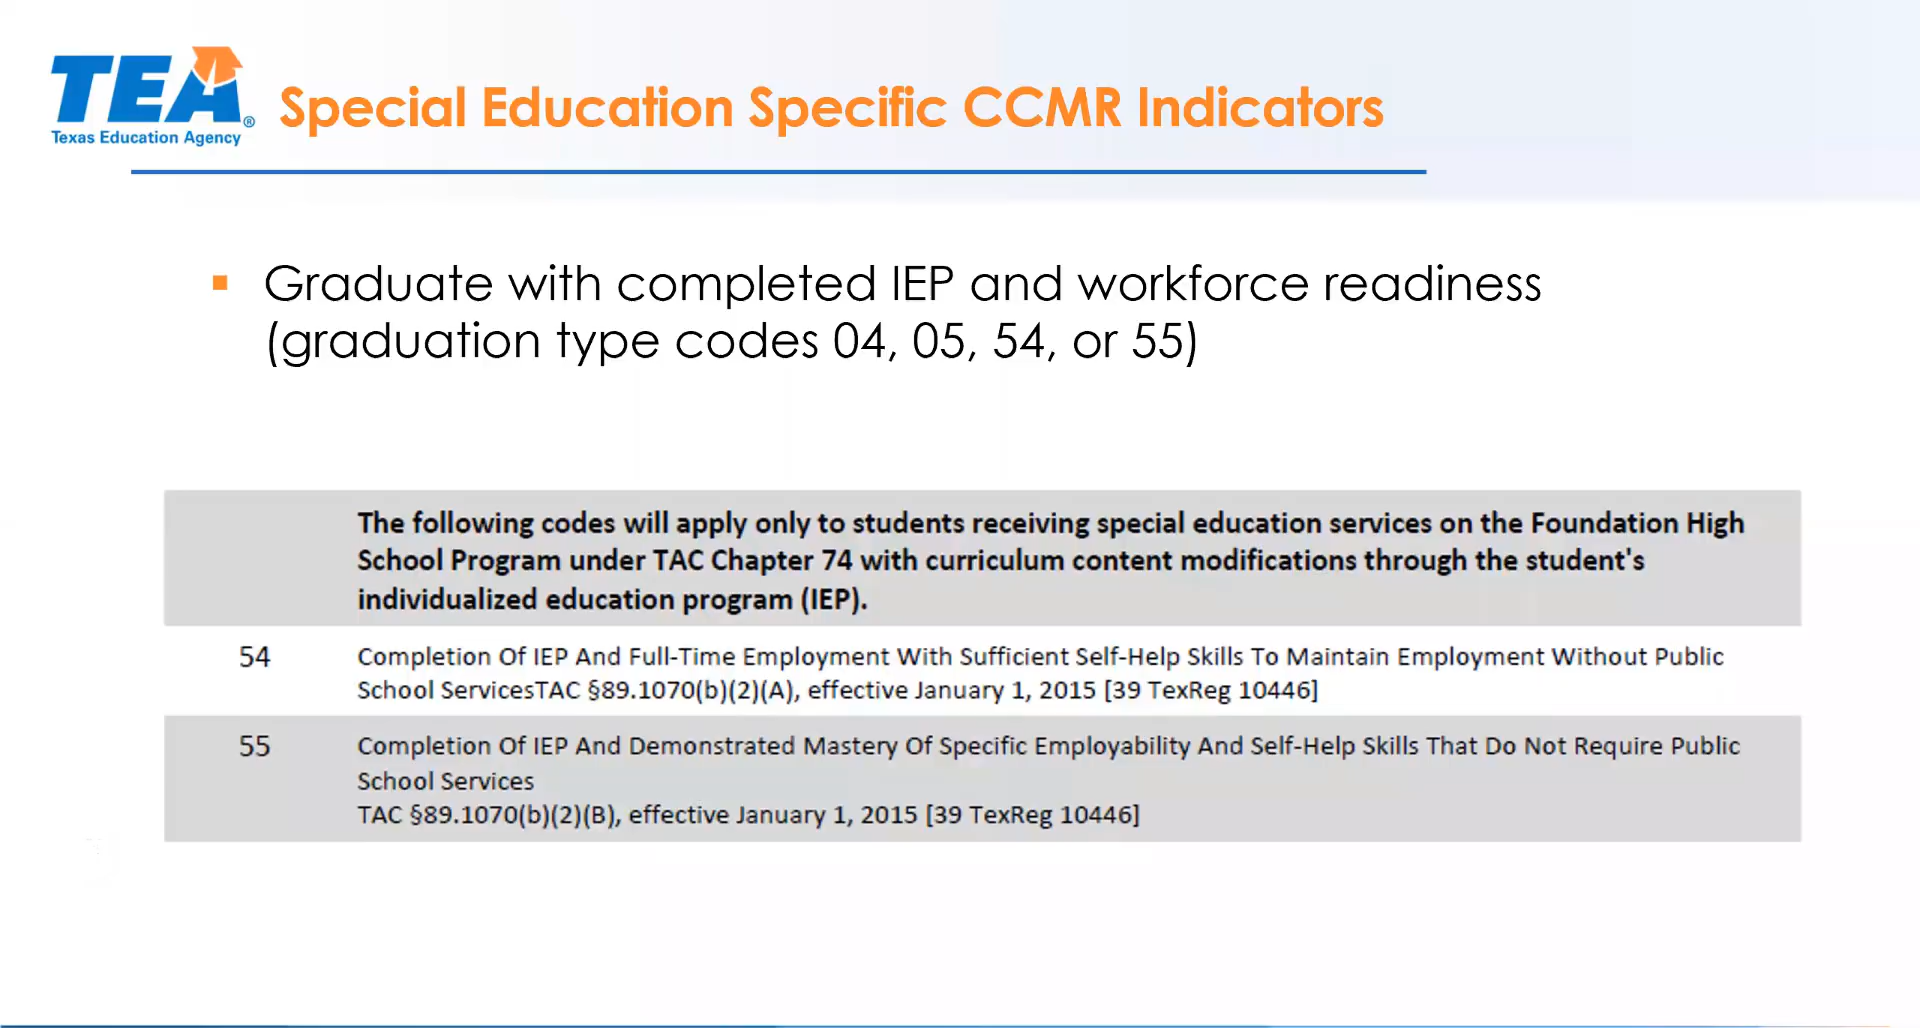 TEA®
Texas Education Agency
Special Education Specific CCMR Indicators
Graduate with completed IEP and workforce readiness
(graduation type codes 04, 05, 54, or 55)
The following codes will apply only to students receiving special education services on the Foundation High
School Program under TAC Chapter 74 with curriculum content modifications through the student's
individualized education program (IEP).
54 Completion Of IEP And Full-Time Employment With Sufficient Self-Help Skills To Maintain Employment Without Public
School ServicesTAC §89.1070(b)(2)(A), effective January 1, 2015 [39 TexReg 10446]
55 Completion Of IEP And Demonstrated Mastery Of Specific Employability And Self-Help Skills That Do Not Require Public
School Services
TAC §89.1070(b)(2)(B), effective January 1, 2015 [39 TexReg 10446]